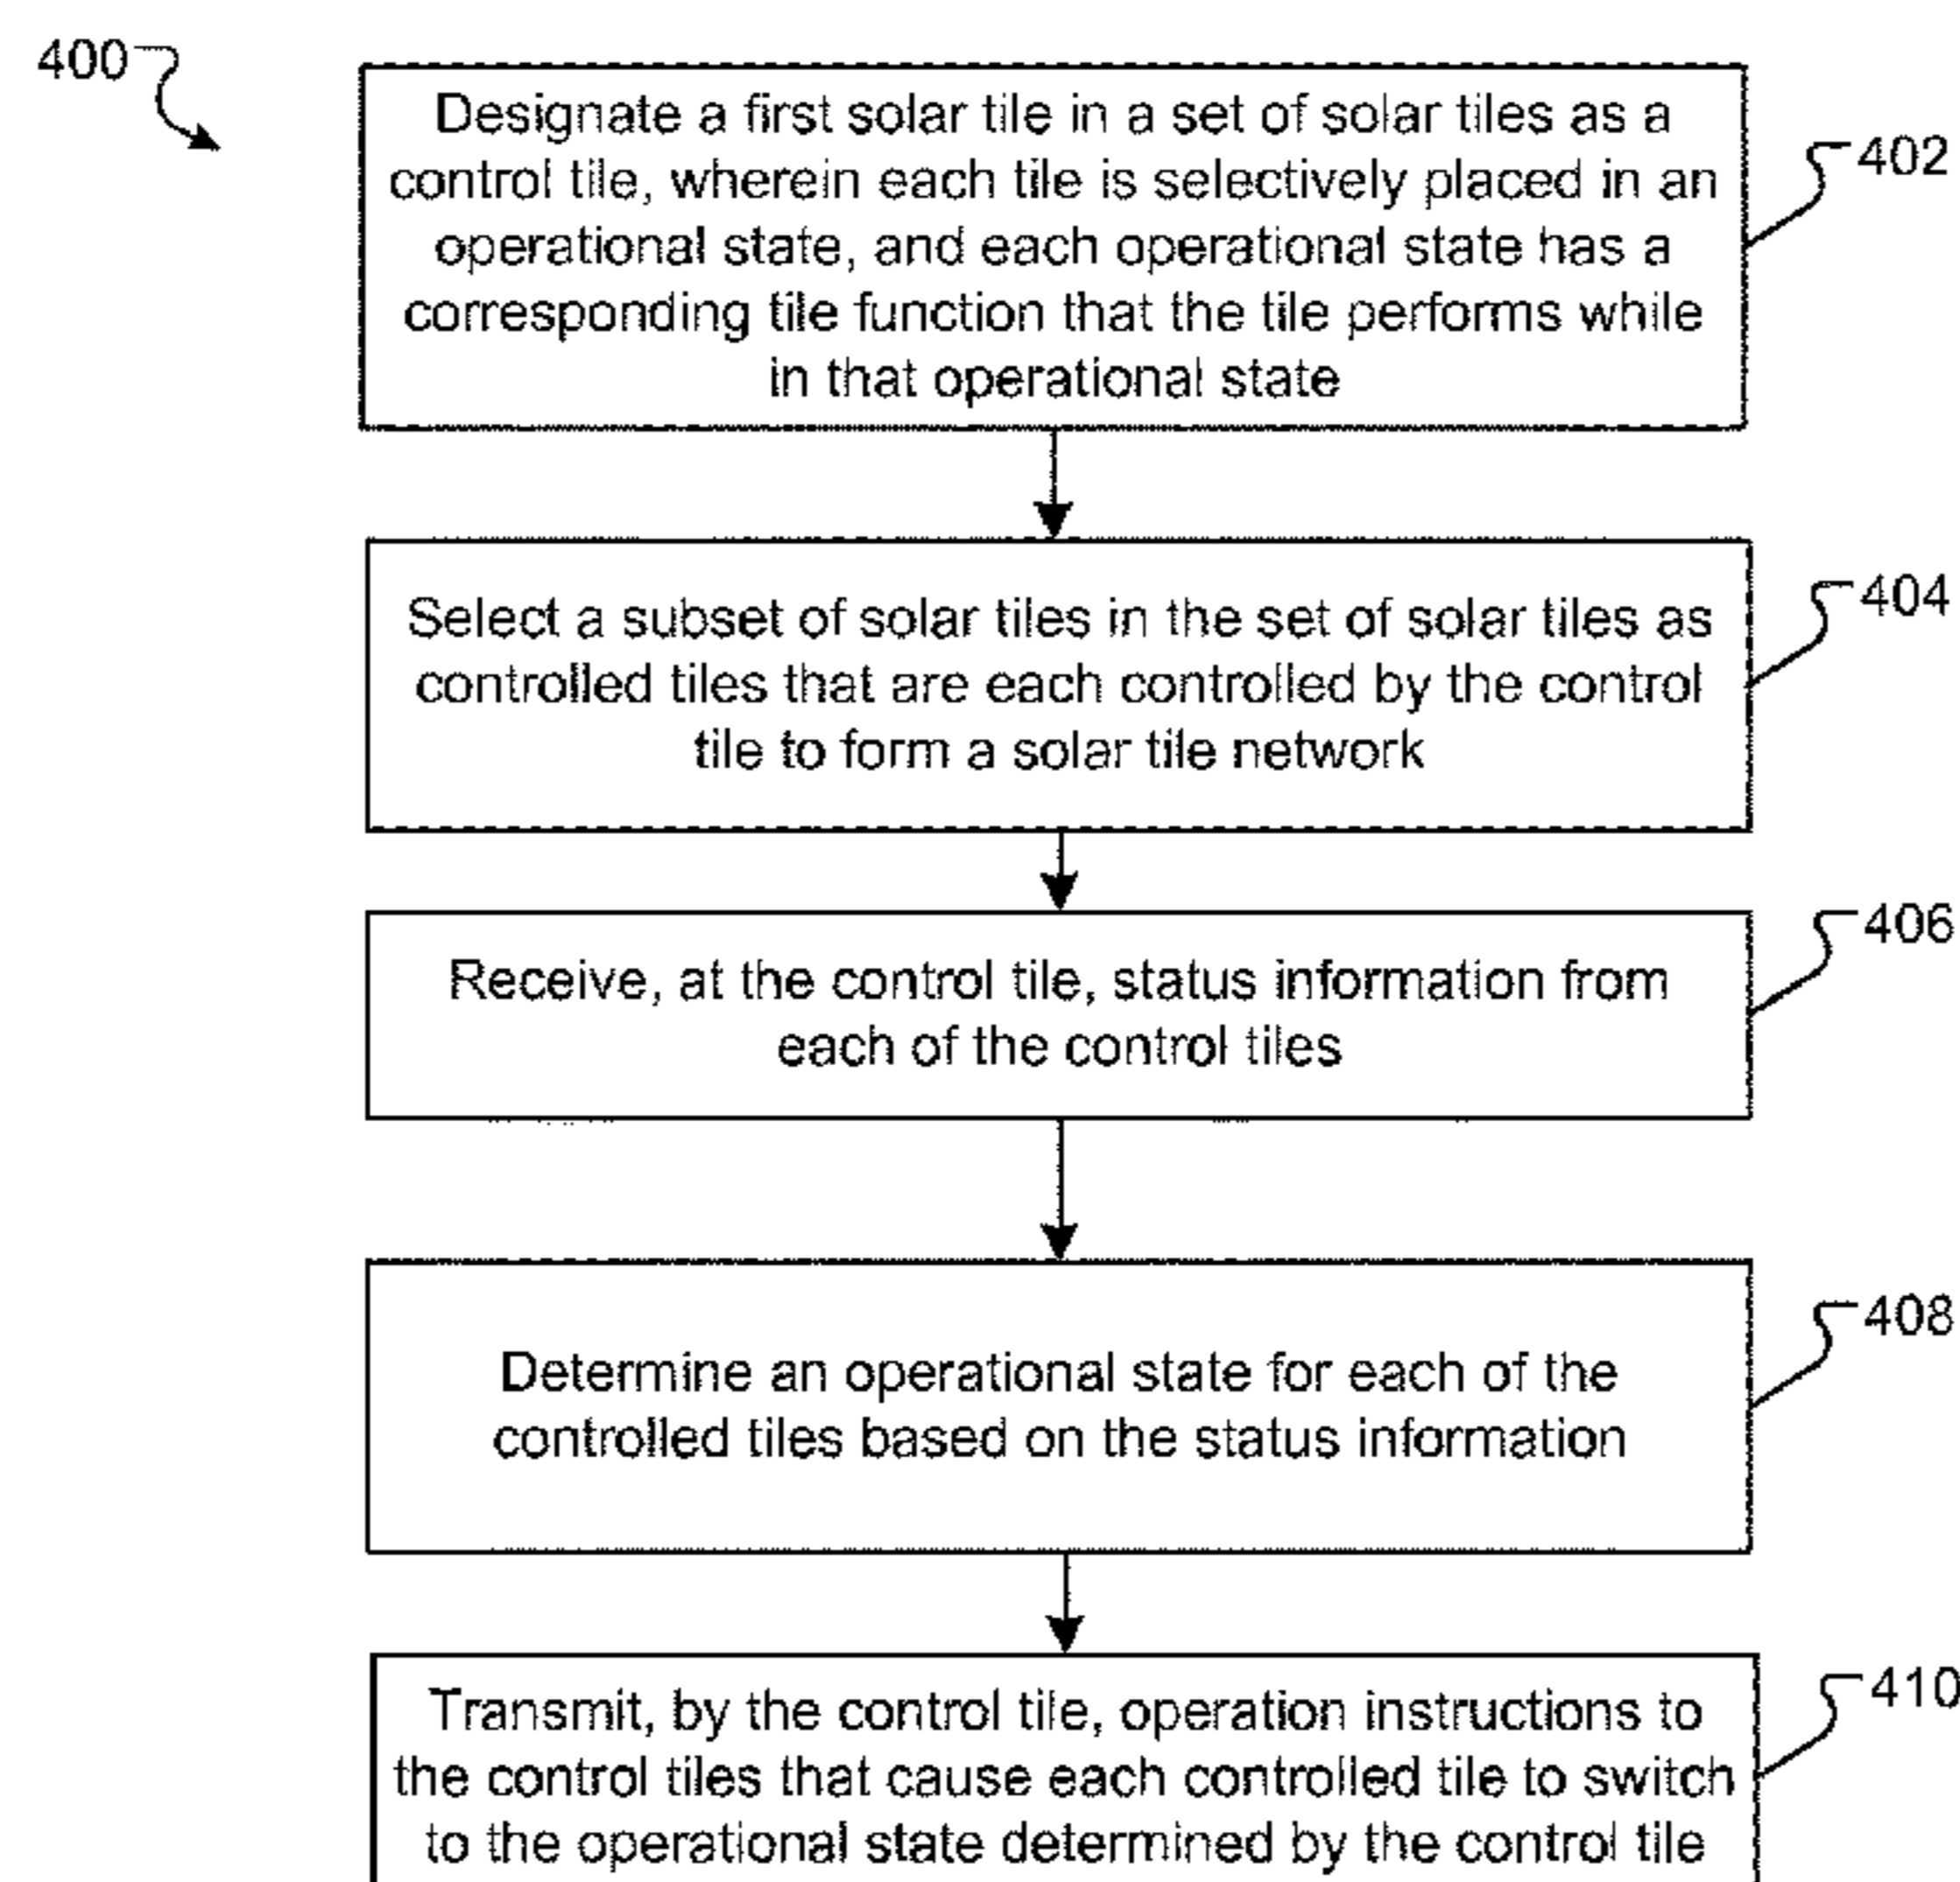 400
Designate a first solar tile in a set of solar tiles as a
control tile, wherein each tile is selectively placed in an
operational state, and each operational state has a
corresponding tile function that the tile performs while
in that operational state
402
Select a subset of solar tiles in the set of solar tiles as
controlled tiles that are each controlled by the control
tile to form a solar tile network
404
Receive, at the control tile, status information from
each of the control tiles
406
Determine an operational state for each of the
controlled tiles based on the status information
408
Transmit, by the control tile, operation instructions to
the control tiles that cause each controlled tile to switch
to the operational state determined by the control tile
410